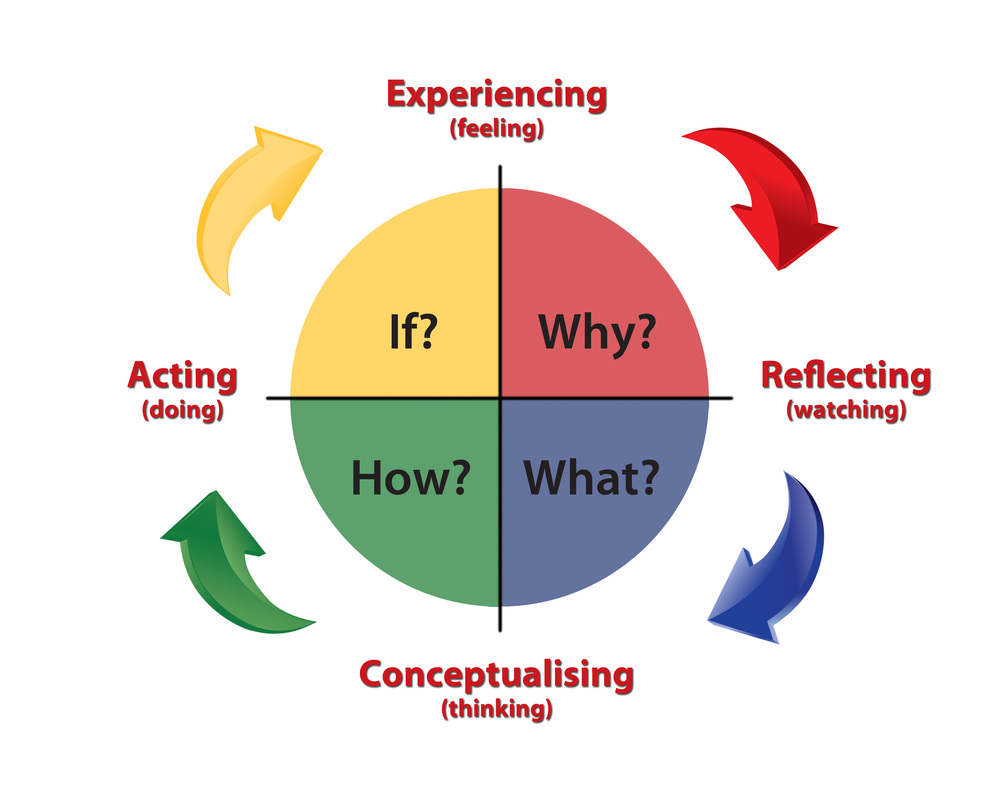 Experiencing
(feeling)
If?
Why?
Acting
(doing)
Reflecting
(watching)
How?
What?
Conceptualising
(thinking)